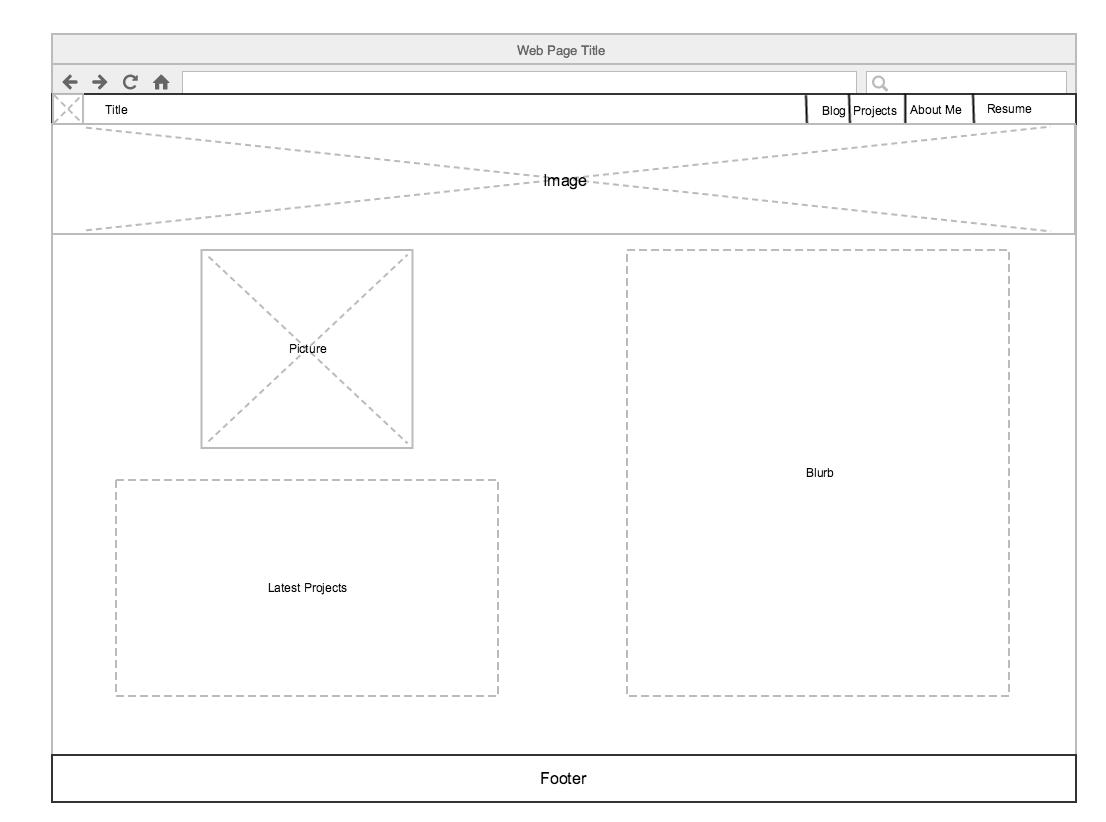 Web Page Title
Title
Blog Projects About Me Resume
Image
Picture
Blurb
Latest Projects
Footer